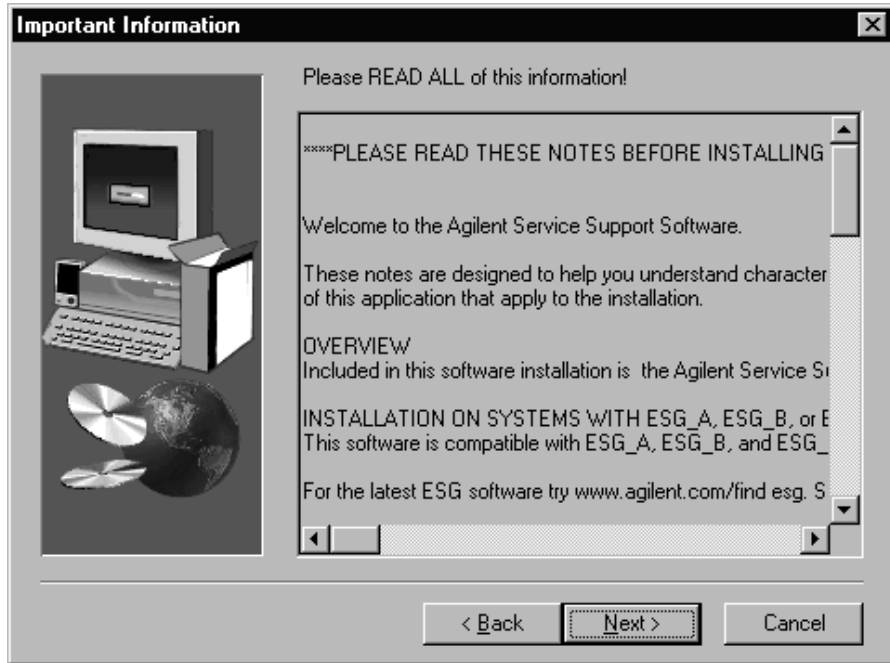 Important Information
Please READ ALL of this information!
****PLEASE READ THESE NOTES BEFORE INSTALLING
Welcome to the Agilent Service Support Software.
These notes are designed to help you understand character
of this application that apply to the installation.
OVERVIEW
Included in this software installation is  the Agilent Service S
INSTALLATION ON SYSTEMS WITH ESG_A, ESG_B, or E
This software is compatible with ESG_A, ESG_B, and ESG_
For the latest ESG software try www.agilent.com/find esg. S
< Back
Next >
Cancel